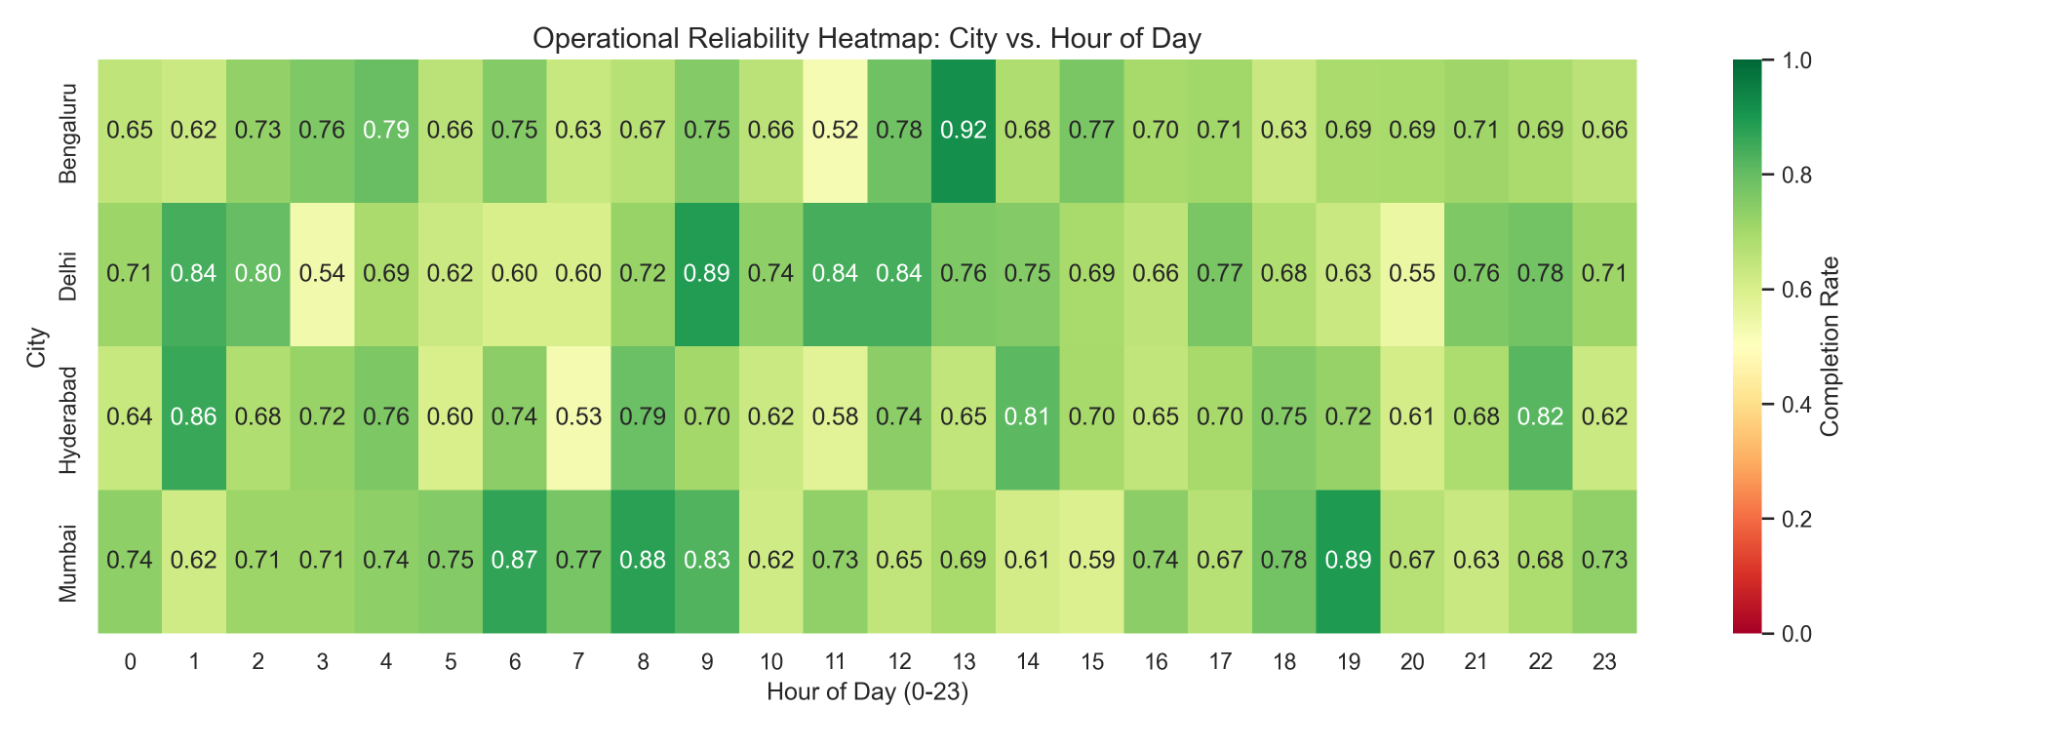 Operational Reliability Heatmap: City vs. Hour of Day
Bengaluru 0.65 0.62 0.73 0.76 0.79 0.66 0.75 0.63 0.67 0.75 0.66 0.52 0.78 0.92 0.68 0.77 0.70 0.71 0.63 0.69 0.69 0.71 0.69 0.66
Delhi 0.71 0.84 0.80 0.54 0.69 0.62 0.60 0.60 0.72 0.89 0.74 0.84 0.84 0.76 0.75 0.69 0.66 0.77 0.68 0.63 0.55 0.76 0.78 0.71
City
Hyderabad 0.64 0.86 0.68 0.72 0.76 0.60 0.74 0.53 0.79 0.70 0.62 0.58 0.74 0.65 0.81 0.70 0.65 0.70 0.75 0.72 0.61 0.68 0.82 0.62
Mumbai 0.74 0.62 0.71 0.71 0.74 0.75 0.87 0.77 0.88 0.83 0.62 0.73 0.65 0.69 0.61 0.59 0.74 0.67 0.78 0.89 0.67 0.63 0.68 0.73
0 1 2 3 4 5 6 7 8 9 10 11 12 13 14 15 16 17 18 19 20 21 22 23
Hour of Day (0-23)
1.0
0.8
0.6
0.4
0.2
0.0
Completion Rate